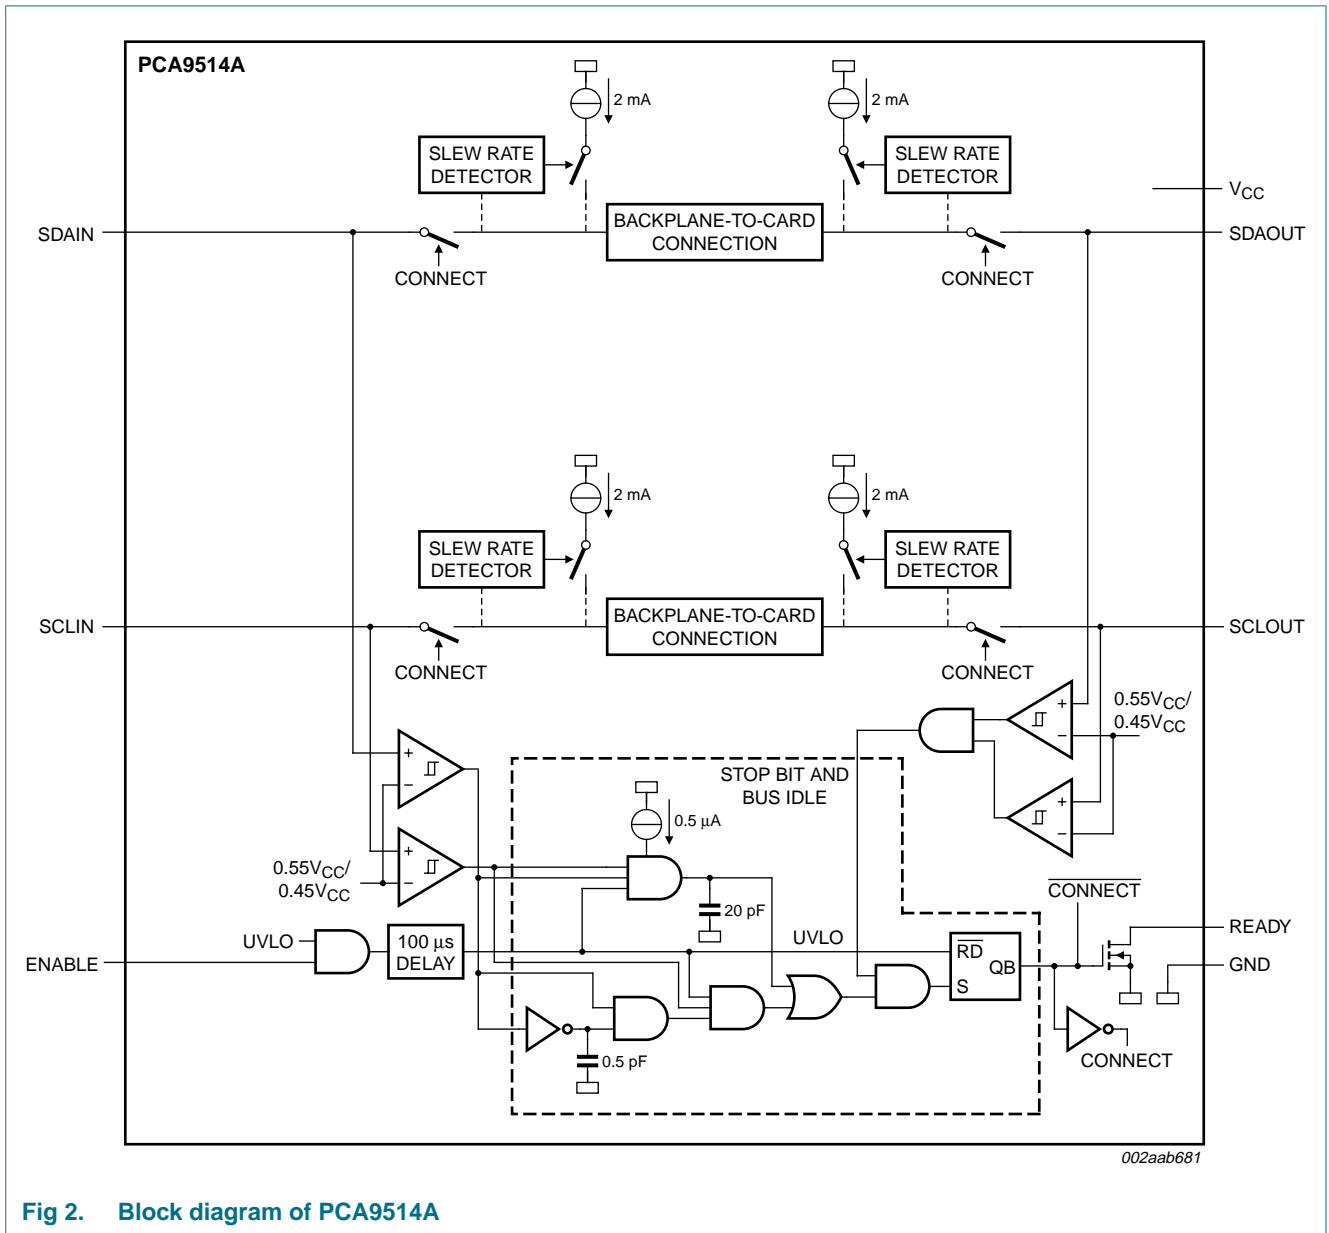 PCA9514A
2 mA
2 mA
SLEW RATE
DETECTOR
SLEW RATE
DETECTOR
VCC
SDAIN
BACKPLANE-TO-CARD
CONNECTION
SDAOUT
CONNECT
CONNECT
2 mA
2 mA
SLEW RATE
DETECTOR
SLEW RATE
DETECTOR
SCLIN
BACKPLANE-TO-CARD
CONNECTION
SCLOUT
CONNECT
CONNECT
+
−
0.55VCC/
0.45VCC
+
−
STOP BIT AND
BUS IDLE
+
−
0.5 μA
+
−
0.55VCC/
0.45VCC
20 pF
CONNECT
UVLO
100 μs
DELAY
UVLO
READY
ENABLE
RD
QB
S
GND
0.5 pF
CONNECT
002aab681
Fig 2. Block diagram of PCA9514A